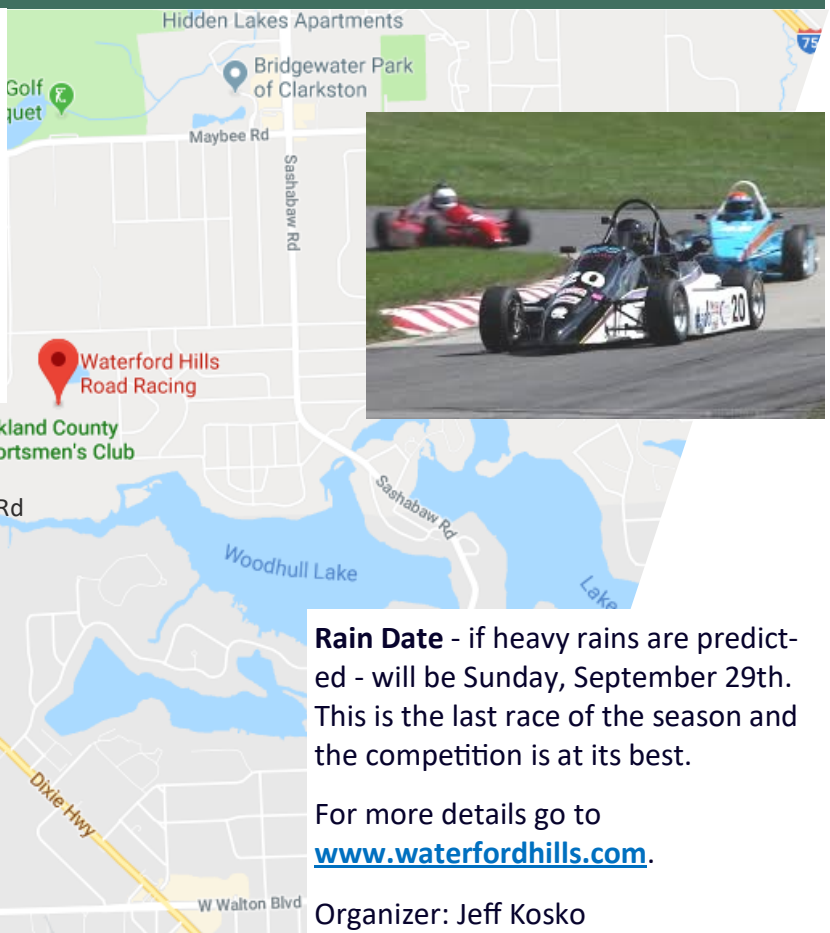 Hidden Lakes Apartments
75
Golf
quet
Bridgewater Park
of Clarkston
Maybee Rd
Sashabaw Rd
20
20
Waterford Hills
Road Racing
kland County
ortsmen's Club
Rd
Sashabaw Rd
Woodhull Lake
Lake
Dixie Hwy
W Walton Blvd
Rain Date - if heavy rains are predict-
ed - will be Sunday, September 29th.
This is the last race of the season and
the competition is at its best.
For more details go to
www.waterfordhills.com.
Organizer: Jeff Kosko